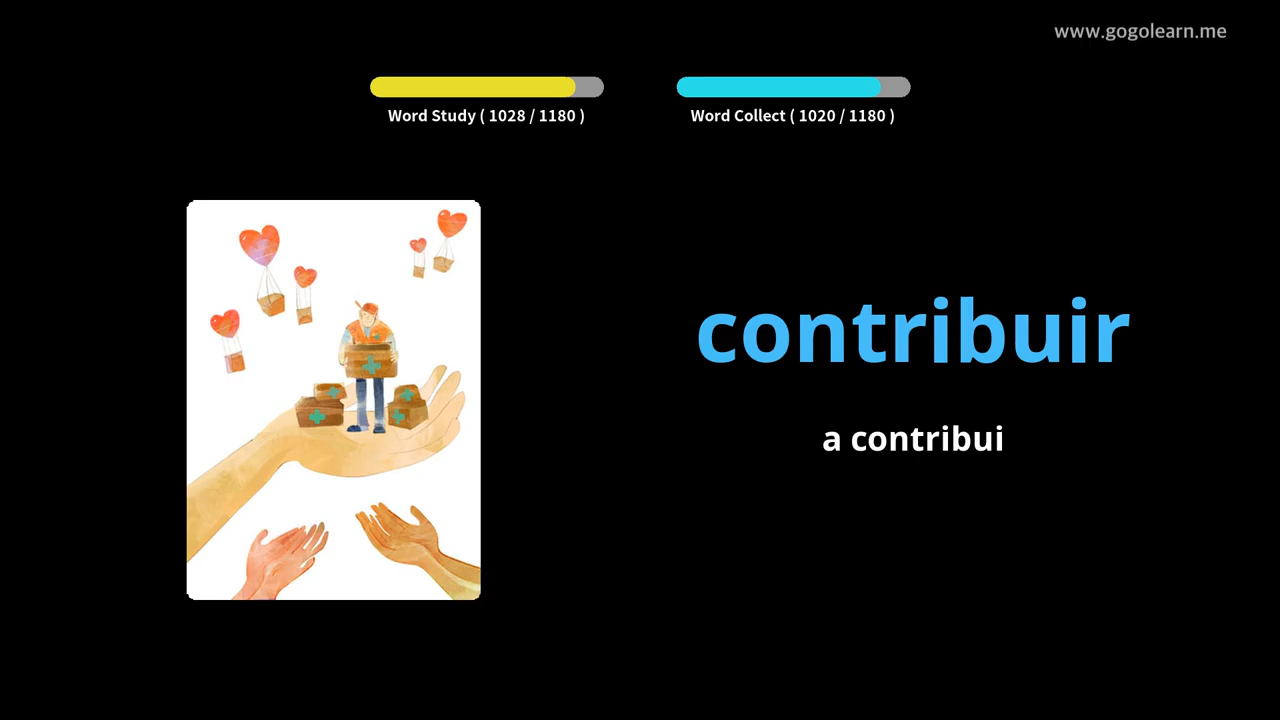 www.gogolearn.me
Word Study ( 1028 / 1180 )
Word Collect ( 1020 / 1180 )
contribuir
a contribui